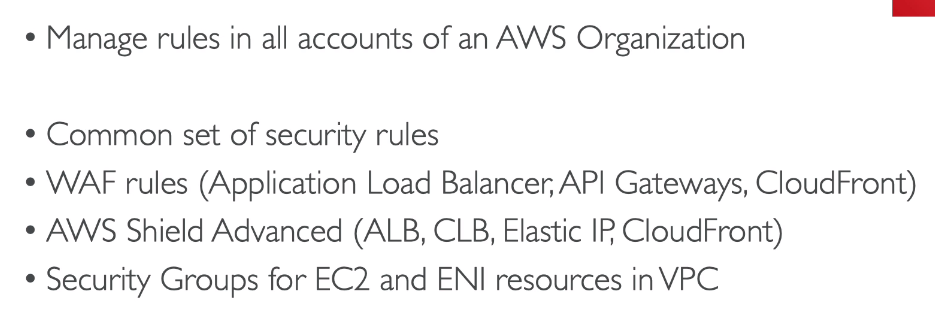 • Manage rules in all accounts of an AWS Organization
• Common set of security rules
• WAF rules (Application Load Balancer, API Gateways, CloudFront)
• AWS Shield Advanced (ALB, CLB, Elastic IP, CloudFront)
• Security Groups for EC2 and ENI resources in VPC